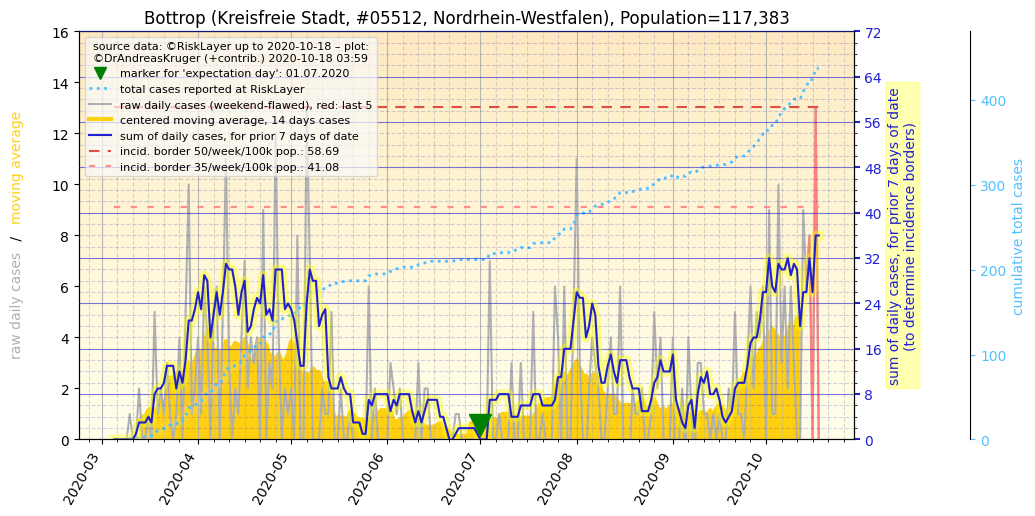 Bottrop (Kreisfreie Stadt, #05512, Nordrhein-Westfalen), Population=117,383
source data: ©RiskLayer up to 2020-10-18 – plot:
©DrAndreasKruger (+contrib.) 2020-10-18 03:59
marker for 'expectation day': 01.07.2020
total cases reported at RiskLayer
raw daily cases (weekend-flawed), red: last 5
centered moving average, 14 days cases
sum of daily cases, for prior 7 days of date
incid. border 50/week/100k pop.: 58.69
incid. border 35/week/100k pop.: 41.08
raw daily cases / moving average
16
14
12
10
8
6
4
2
0
72
64
56
48
40
32
24
16
8
0
sum of daily cases, for prior 7 days of date
(to determine incidence borders)
400
300
200
100
0
cumulative total cases
2020-03
2020-04
2020-05
2020-06
2020-07
2020-08
2020-09
2020-10